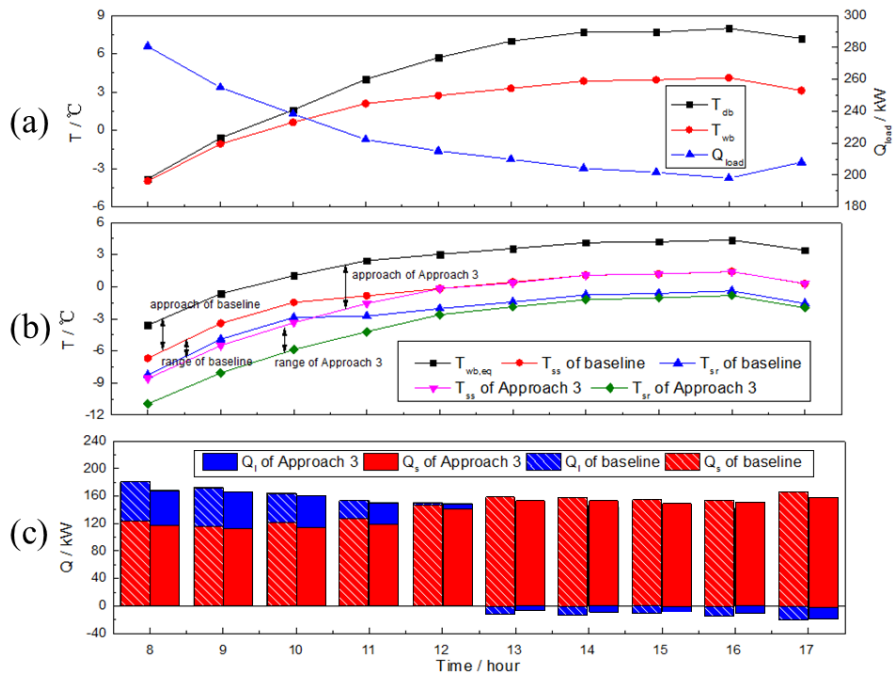 (a)
T /℃
9
6
3
0
-3
-6
300
280
260
240
220
200
180
Q_load / kW
T_db
T_wb
Q_load
(b)
T /℃
6
3
0
-3
-6
-9
-12
approach of baseline
range of baseline
approach of Approach 3
range of Approach 3
T_wb,eq T_ss of baseline T_sr of baseline
T_ss of Approach 3 T_sr of Approach 3
(c)
Q / kW
240
200
160
120
80
40
0
-40
Q_l of Approach 3 Q_s of Approach 3 Q_l of baseline Q_s of baseline
8 9 10 11 12 13 14 15 16 17
Time / hour